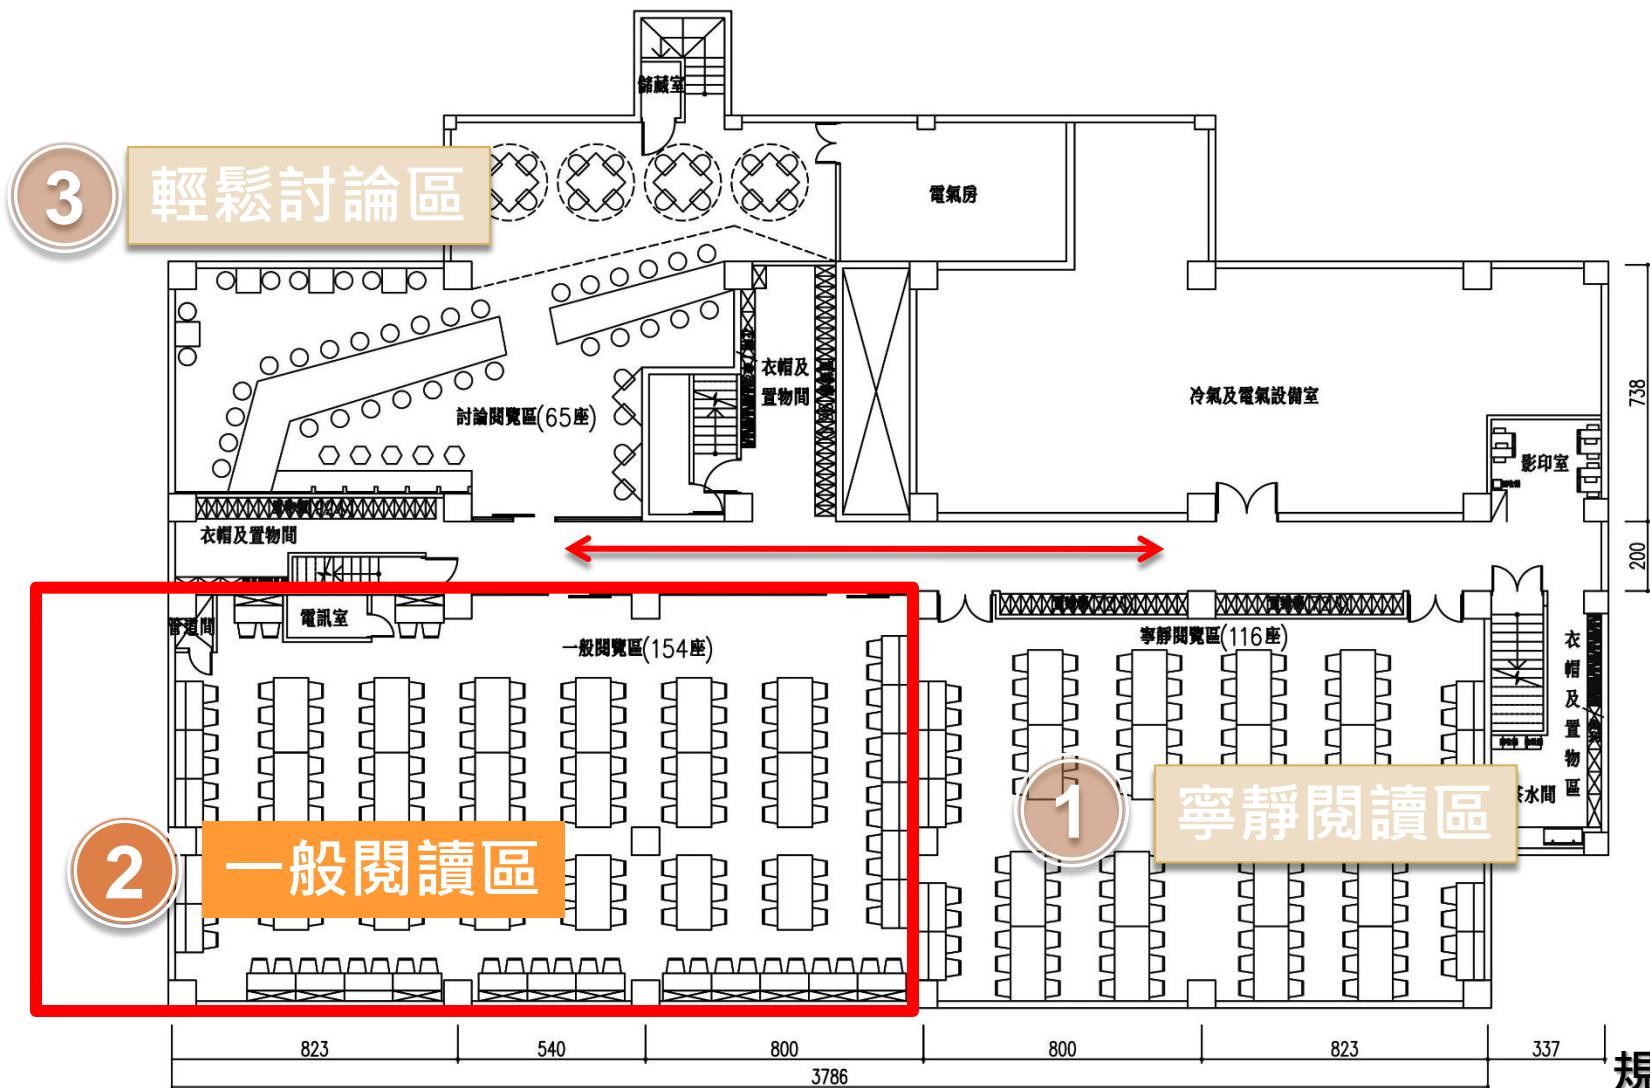 儲藏室
3
輕鬆討論區
電氣房
衣帽及
置物間
冷氣及電氣設備室
738
討論閱覽區(65座)
影印室
衣帽及置物間
200
電訊室
管道間
一般閱覽區(154座)
寧靜閱覽區(116座)
衣帽及置物區
1
寧靜閱讀區
茶水間
2
一般閱讀區
823
540
800
800
823
337
3786